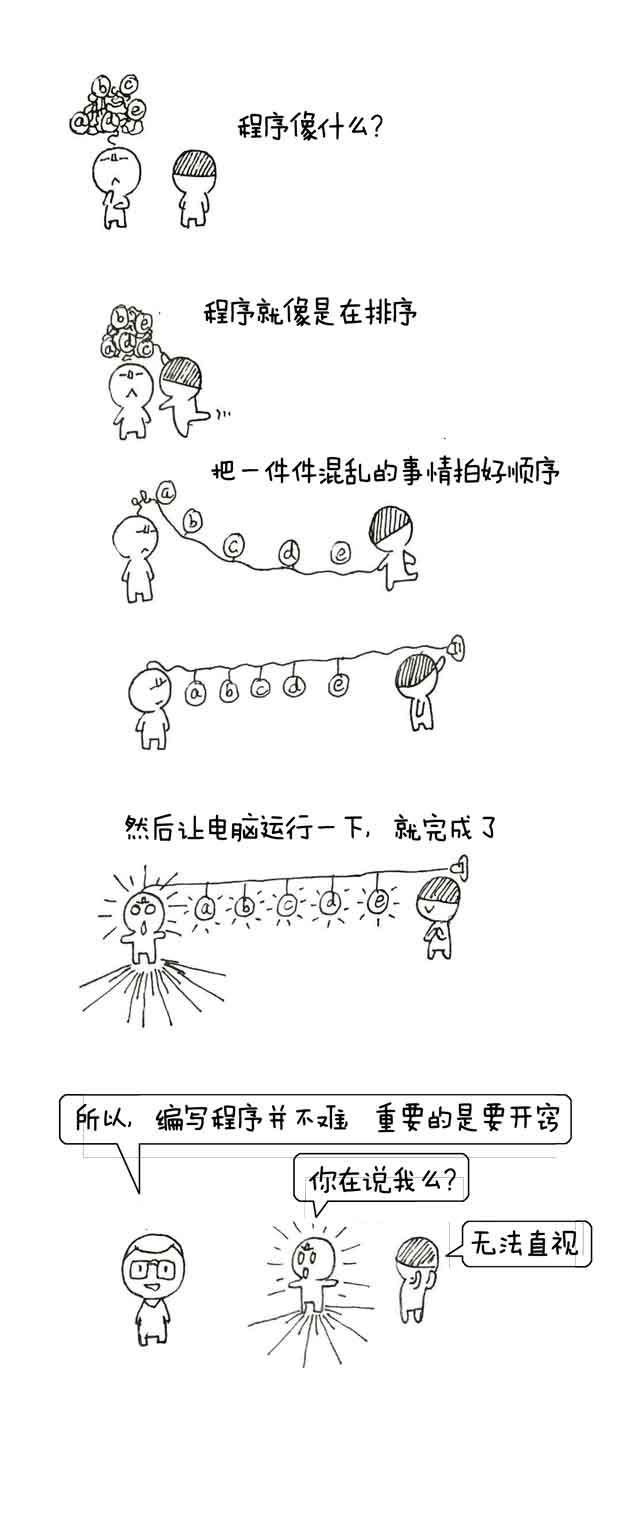 b c
a d e
程序像什么?
程序就像是在排序
b e
a d c
把一件件混乱的事情拍好顺序
a
b
c d e
a b c d e
然后让电脑运行一下,就完成了
a b c d e
所以,编写程序并不难 重要的是要开窍
你在说我么?
无法直视